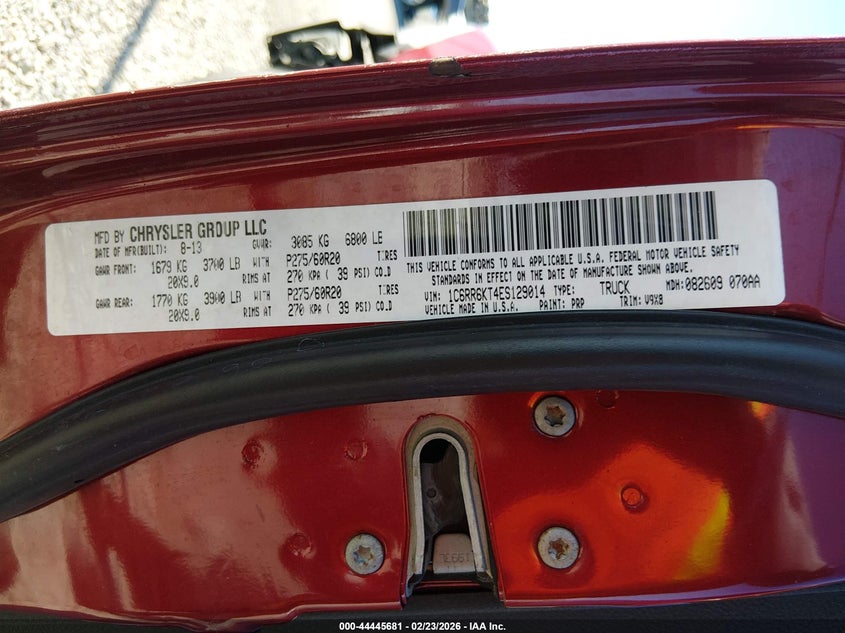 MFD BY CHRYSLER GROUP LLC
DATE OF MFR(BUILT): 8-13 GVWR: 3085 KG 6800 LB
GAWR FRONT: 1679 KG 3700 LB WITH P275/60R20 T.RES
20X9.0 RIMS AT 270 KPA ( 39 PSI) COLD
GAWR REAR: 1770 KG 3900 LB WITH P275/60R20 T.RES
20X9.0 RIMS AT 270 KPA ( 39 PSI) COLD
THIS VEHICLE CONFORMS TO ALL APPLICABLE U.S.A. FEDERAL MOTOR VEHICLE SAFETY
STANDARDS IN EFFECT ON THE DATE OF MANUFACTURE SHOWN ABOVE.
VIN: 1C6RR6KT4ES129014 TYPE: TRUCK MDH: 082609 070AA
VEHICLE MADE IN U.S.A. PAINT: PRP TRIM: V9X8
000-44445681 | 02/23/2026 - IAA Inc.